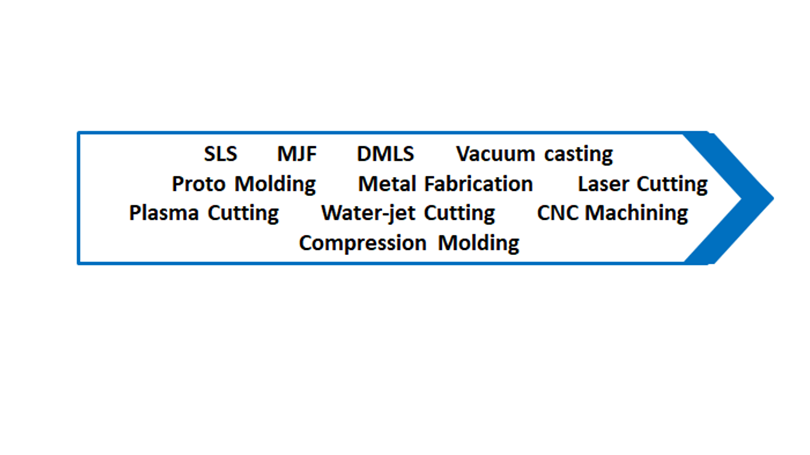 SLS MJF DMLS Vacuum casting
Proto Molding Metal Fabrication Laser Cutting
Plasma Cutting Water-jet Cutting CNC Machining
Compression Molding